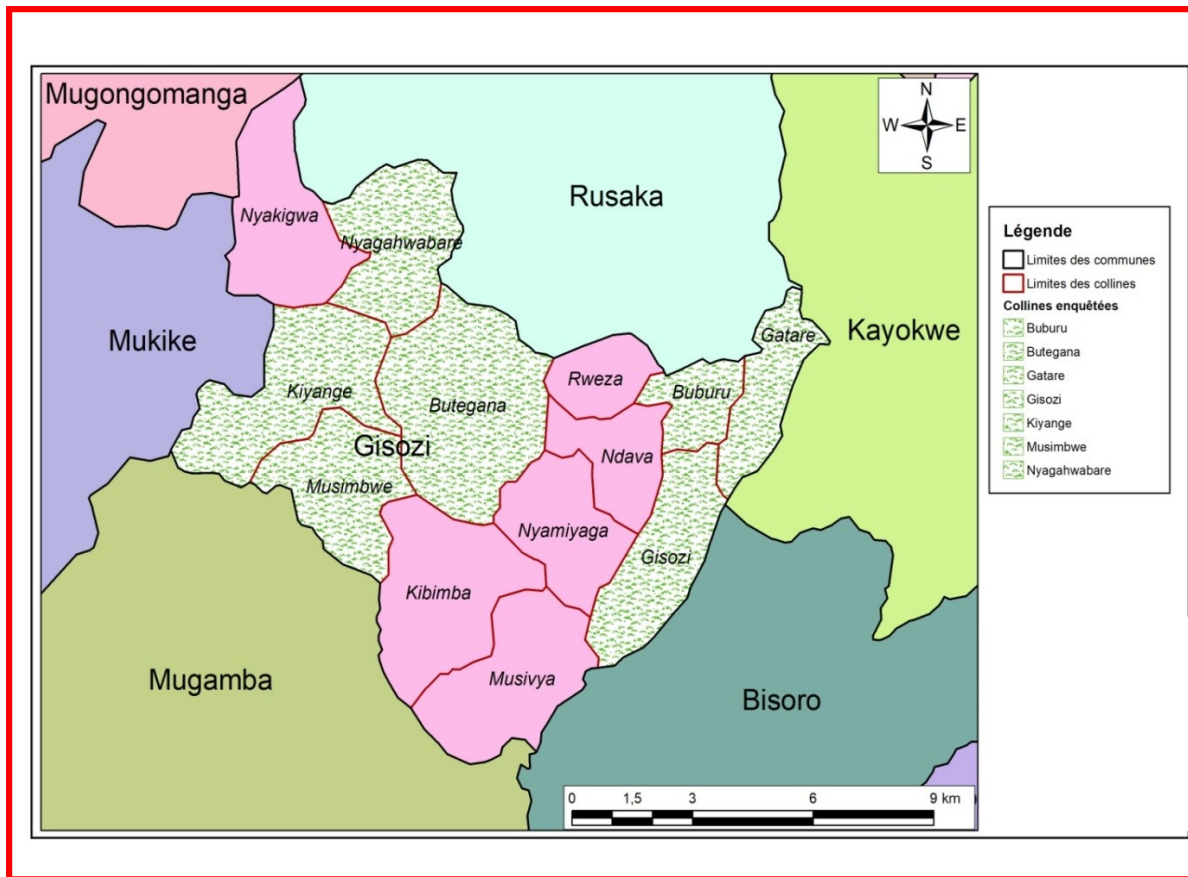 Mugongomanga
N
W E
S
Rusaka
Nyakigwa
Nyagahwabare
Mukike
Kayokwe
Gatare
Kiyange
Butegana
Rweza
Buburu
Gisozi
Musimbwe
Ndava
Nyamiyaga
Gisozi
Kibimba
Musivya
Mugamba
Bisoro
0 1,5 3 6 9 km
Légende
Limites des communes
Limites des collines
Collines enquêtées
Buburu
Butegana
Gatare
Gisozi
Kiyange
Musimbwe
Nyagahwabare